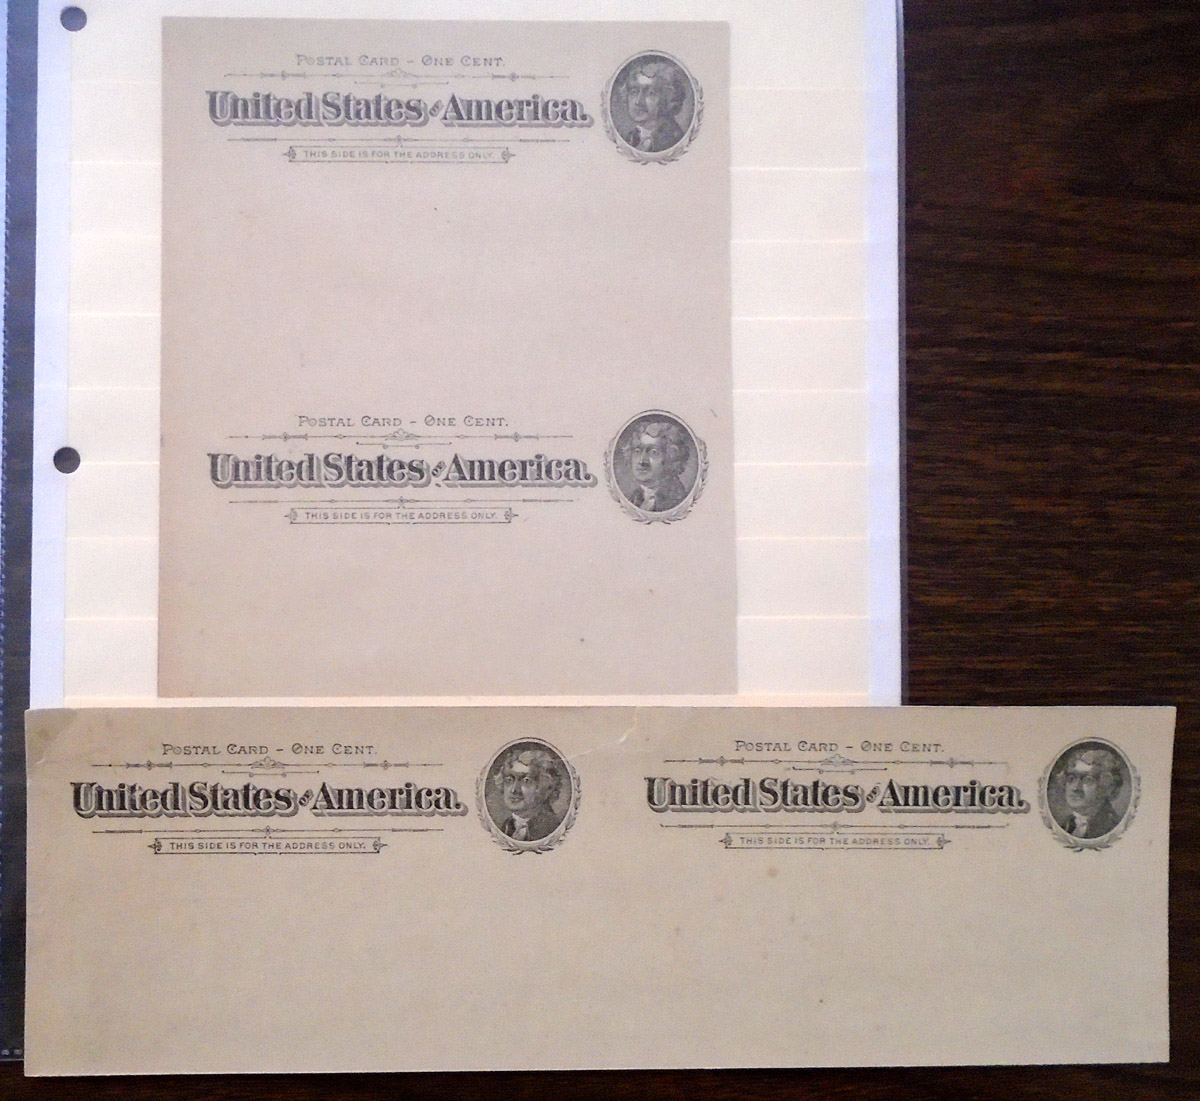 POSTAL CARD - ONE CENT.
United States of America.
THIS SIDE IS FOR THE ADDRESS ONLY.
POSTAL CARD - ONE CENT.
United States of America.
THIS SIDE IS FOR THE ADDRESS ONLY.
POSTAL CARD - ONE CENT.
United States of America.
THIS SIDE IS FOR THE ADDRESS ONLY.
POSTAL CARD - ONE CENT.
United States of America.
THIS SIDE IS FOR THE ADDRESS ONLY.